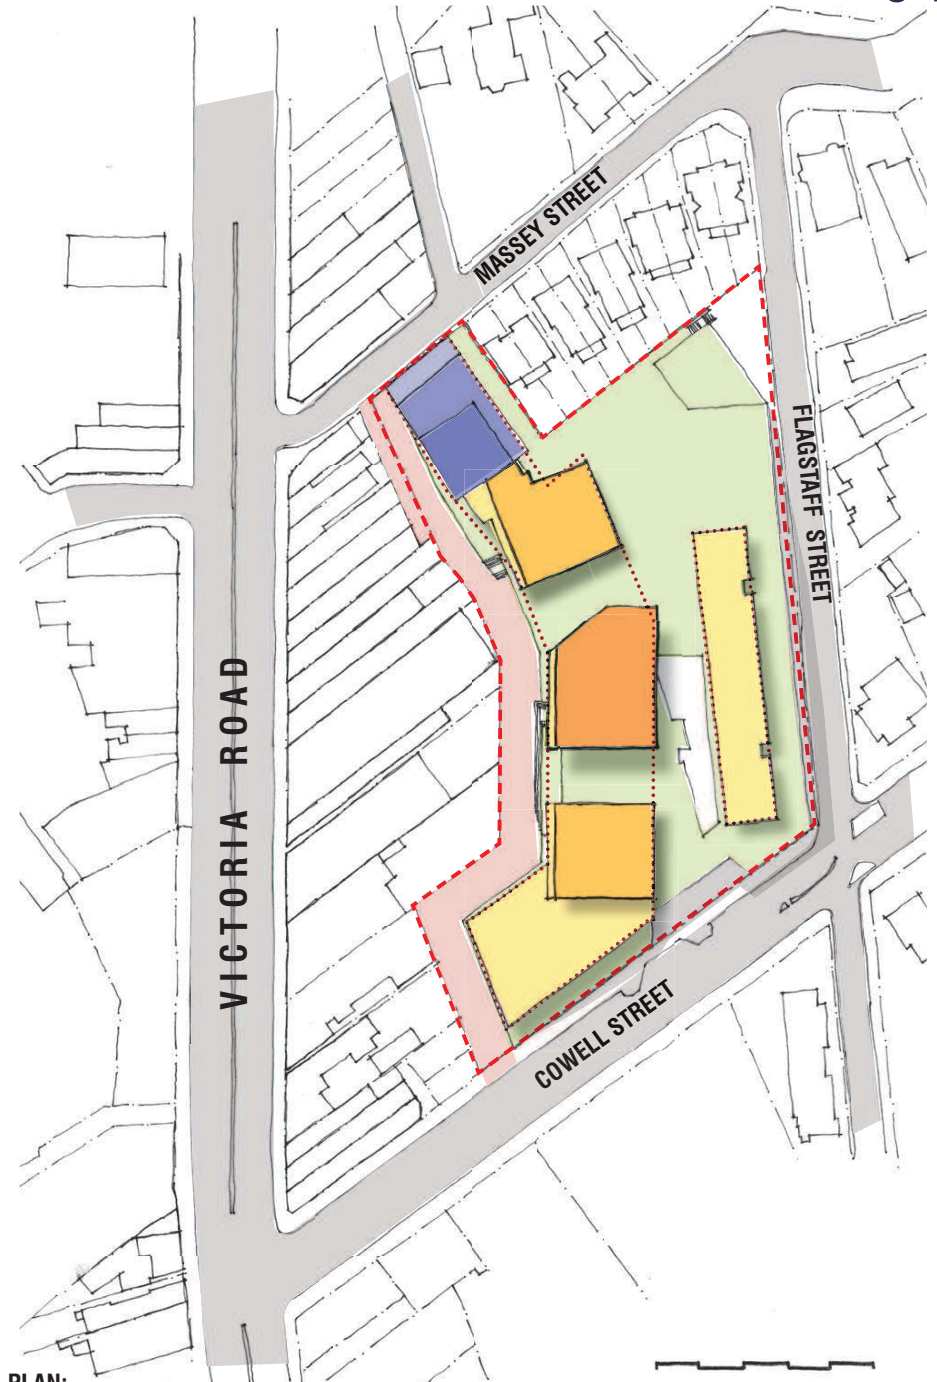 MASSEY STREET
FLAGSTAFF STREET
VICTORIA ROAD
COWELL STREET
PLAN: